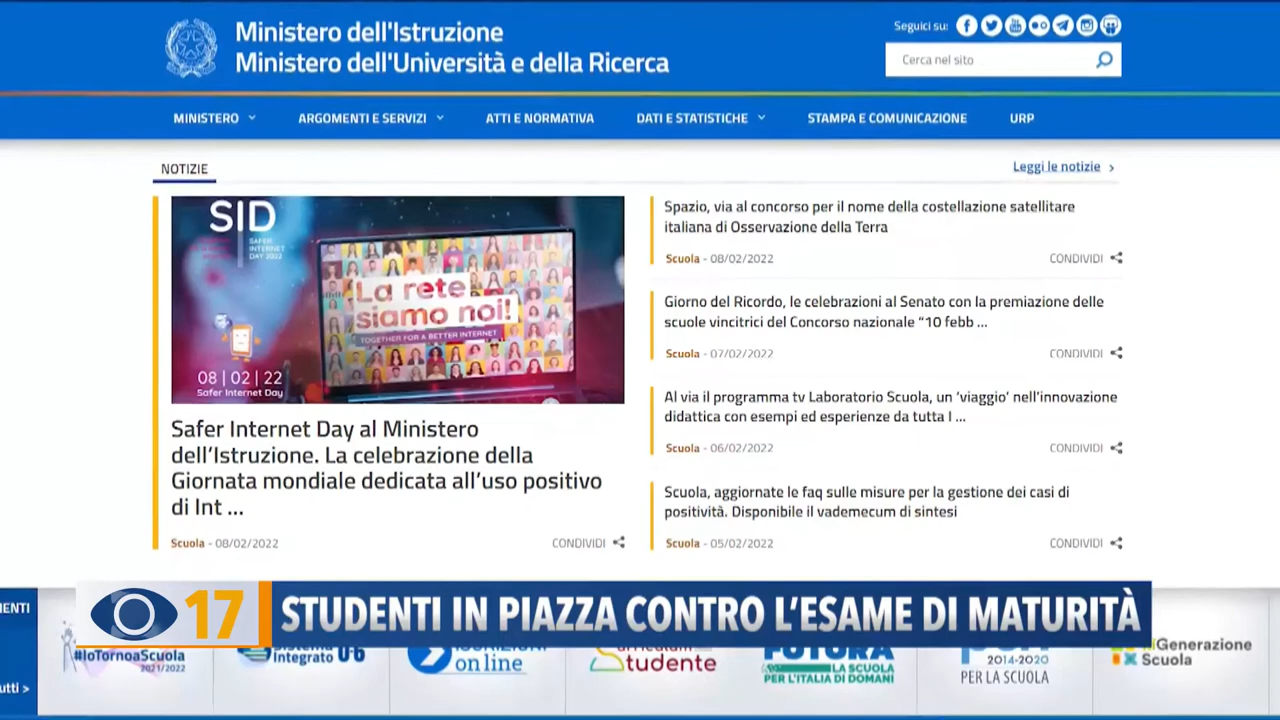 Ministero dell'Istruzione
Ministero dell'Università e della Ricerca
Seguici su:
Cerca nel sito
MINISTERO
ARGOMENTI E SERVIZI
ATTI E NORMATIVA
DATI E STATISTICHE
STAMPA E COMUNICAZIONE
URP
NOTIZIE
Leggi le notizie >
SID
SAFER
INTERNET
DAY 2022
La rete
siamo noi!
TOGETHER FOR A BETTER INTERNET
08 | 02 | 22
Safer Internet Day
Safer Internet Day al Ministero
dell’Istruzione. La celebrazione della
Giornata mondiale dedicata all’uso positivo
di Int ...
Scuola - 08/02/2022
CONDIVIDI
Spazio, via al concorso per il nome della costellazione satellitare
italiana di Osservazione della Terra
Scuola - 08/02/2022
CONDIVIDI
Giorno del Ricordo, le celebrazioni al Senato con la premiazione delle
scuole vincitrici del Concorso nazionale “10 febb ...
Scuola - 07/02/2022
CONDIVIDI
Al via il programma tv Laboratorio Scuola, un ‘viaggio’ nell’innovazione
didattica con esempi ed esperienze da tutta l ...
Scuola - 06/02/2022
CONDIVIDI
Scuola, aggiornate le faq sulle misure per la gestione dei casi di
positività. Disponibile il vademecum di sintesi
Scuola - 05/02/2022
CONDIVIDI
17
STUDENTI IN PIAZZA CONTRO L’ESAME DI MATURITÀ
ENTI
utti >
#IoTornoaScuola
2021/2022
Sistema
Integrato 0-6
on line
tudente
FUTURA
LA SCUOLA
PER L'ITALIA DI DOMANI
2014-2020
PER LA SCUOLA
Generazione
Scuola